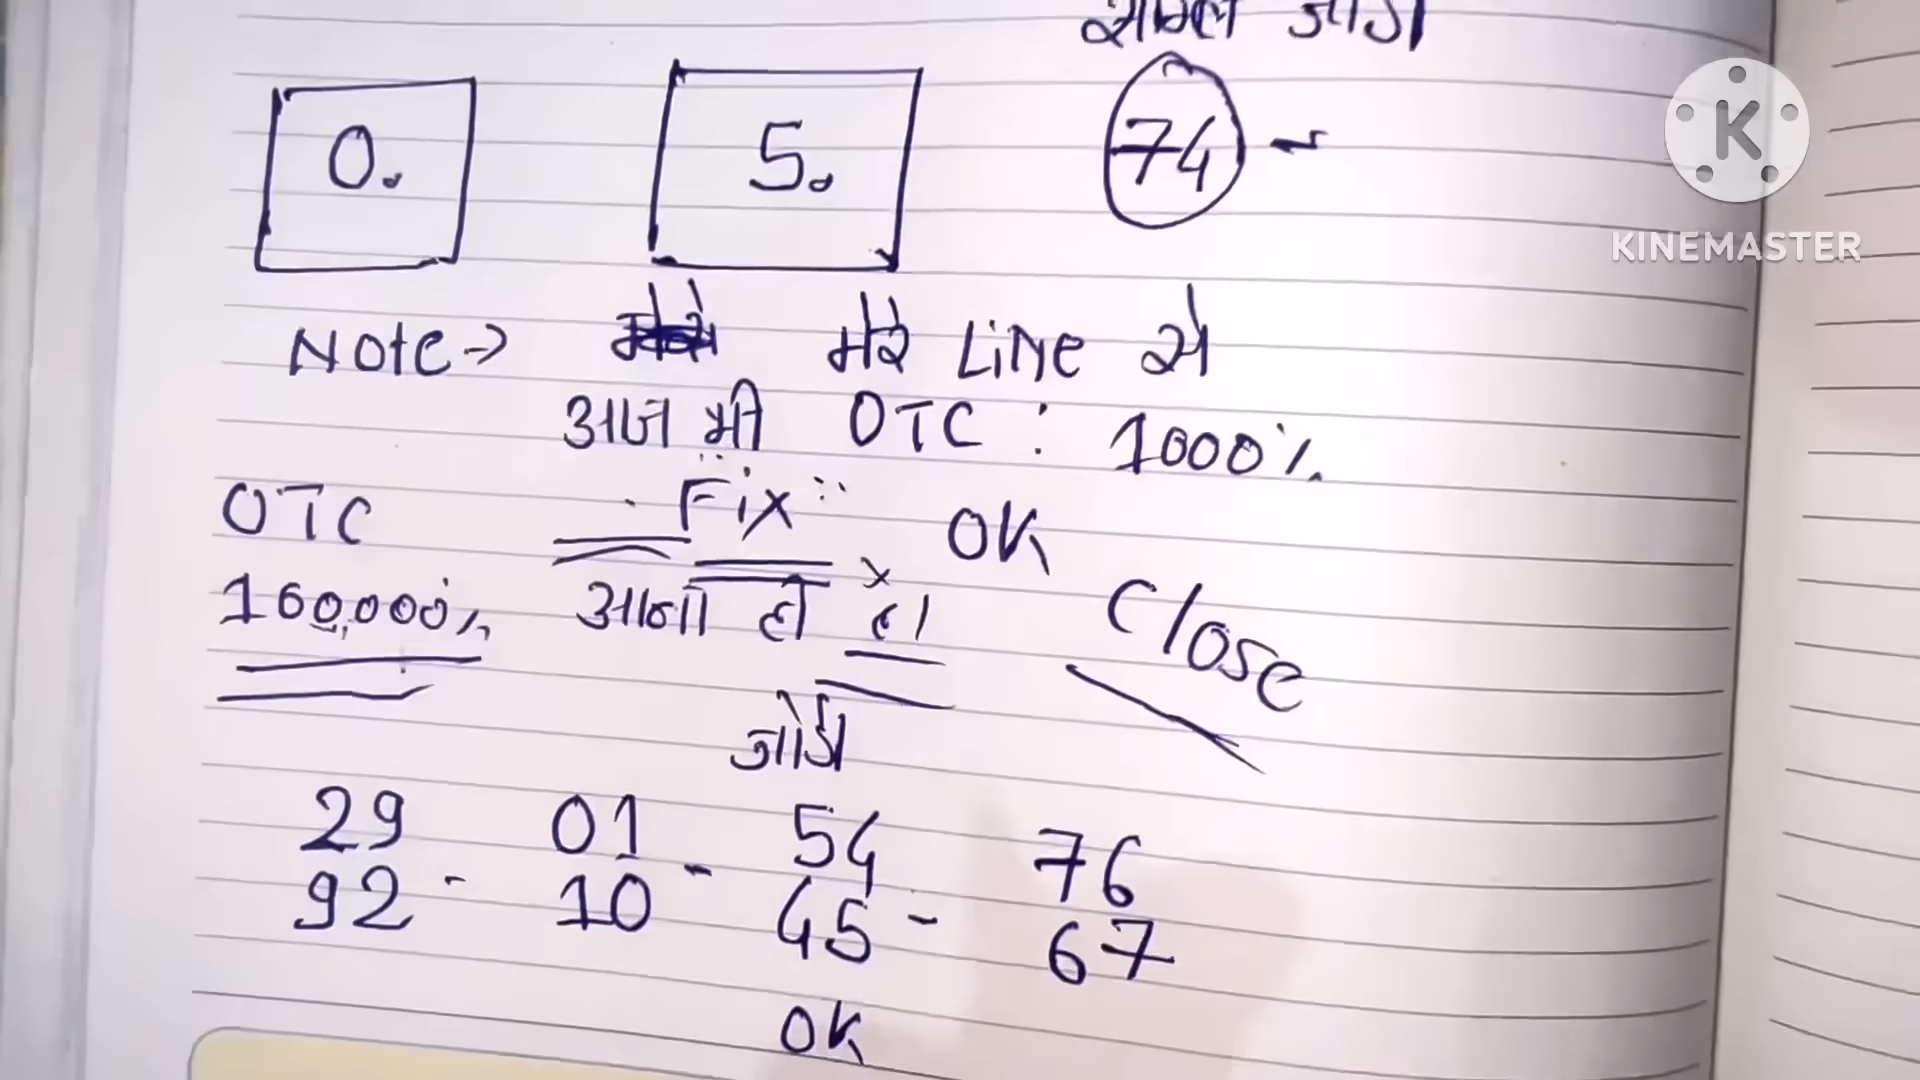 जोडी
0. 5. 74 ~
K
KINEMASTER
Note → मेरे Line से
आज भी OTC : 1000%
OTC Fix OK
160,000% आना ही है। Close
जोडी
29 01 54 76
92 - 10 - 45 - 67
OK